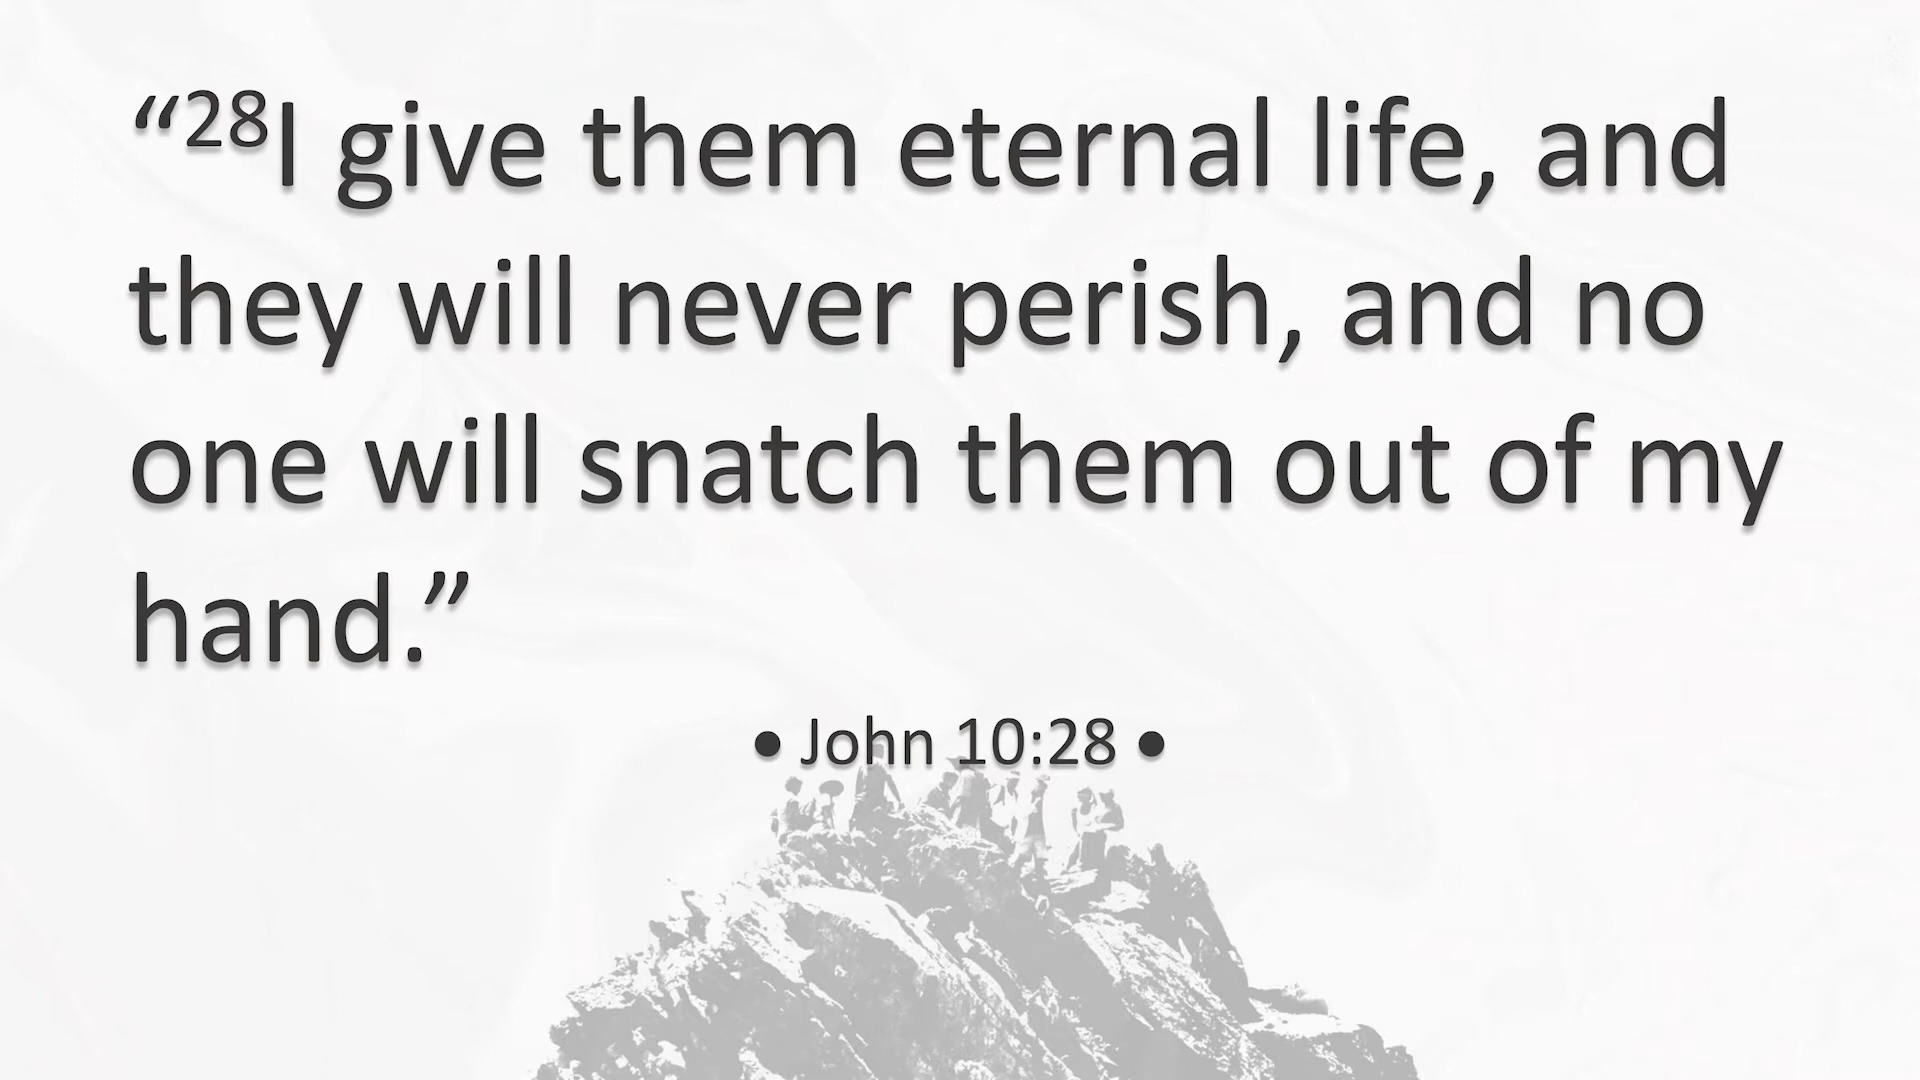 “28I give them eternal life, and
they will never perish, and no
one will snatch them out of my
hand.”
• John 10:28 •